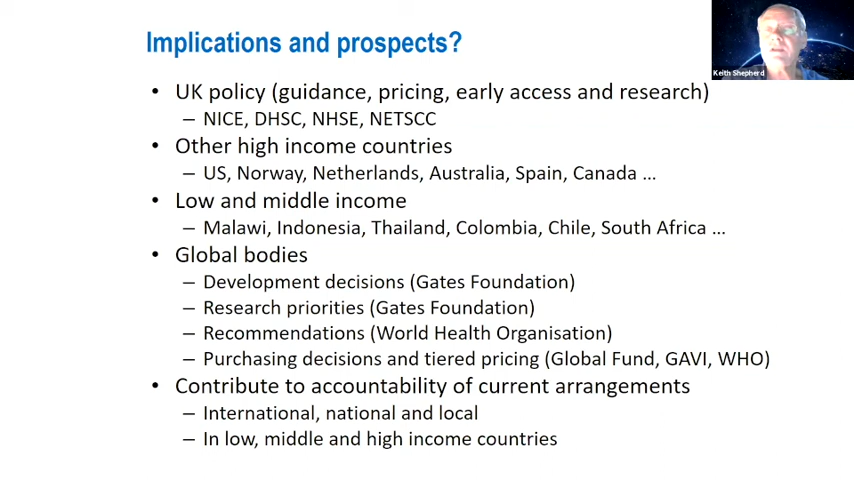 Implications and prospects?
Keith Shepherd
• UK policy (guidance, pricing, early access and research)
– NICE, DHSC, NHSE, NETSCC
• Other high income countries
– US, Norway, Netherlands, Australia, Spain, Canada ...
• Low and middle income
– Malawi, Indonesia, Thailand, Colombia, Chile, South Africa ...
• Global bodies
– Development decisions (Gates Foundation)
– Research priorities (Gates Foundation)
– Recommendations (World Health Organisation)
– Purchasing decisions and tiered pricing (Global Fund, GAVI, WHO)
• Contribute to accountability of current arrangements
– International, national and local
– In low, middle and high income countries